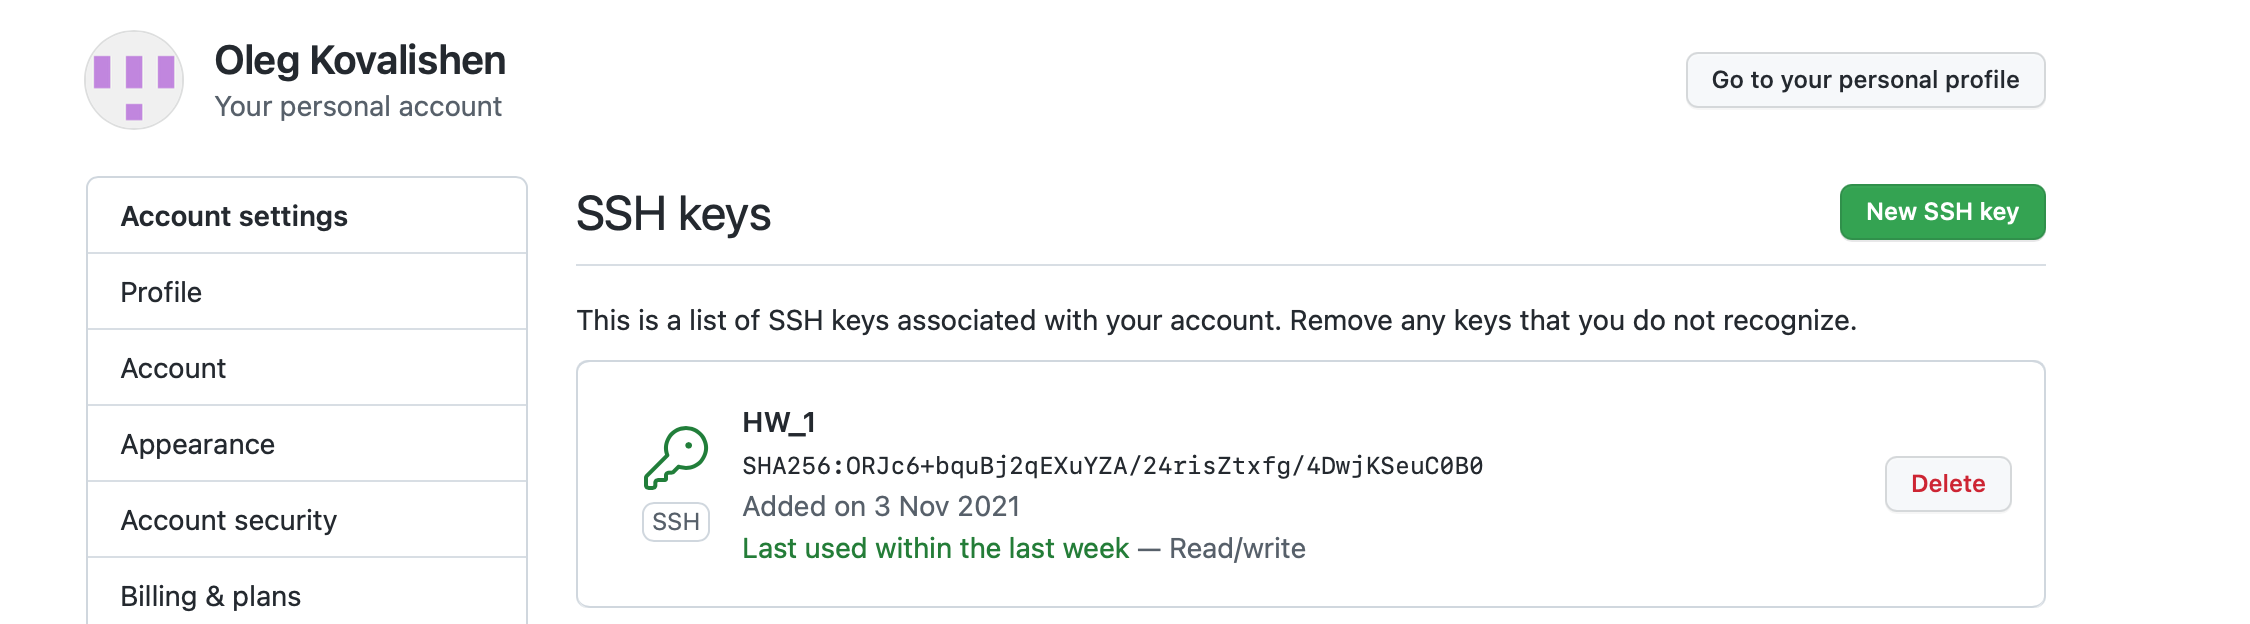 Oleg Kovalishen
Your personal account
Go to your personal profile
Account settings
Profile
Account
Appearance
Account security
Billing & plans
SSH keys
New SSH key
This is a list of SSH keys associated with your account. Remove any keys that you do not recognize.
HW_1
SHA256:ORJc6+bquBj2qEXuYZA/24risZtxfg/4DwjKSeuC0B0
Added on 3 Nov 2021
Last used within the last week — Read/write
SSH
Delete